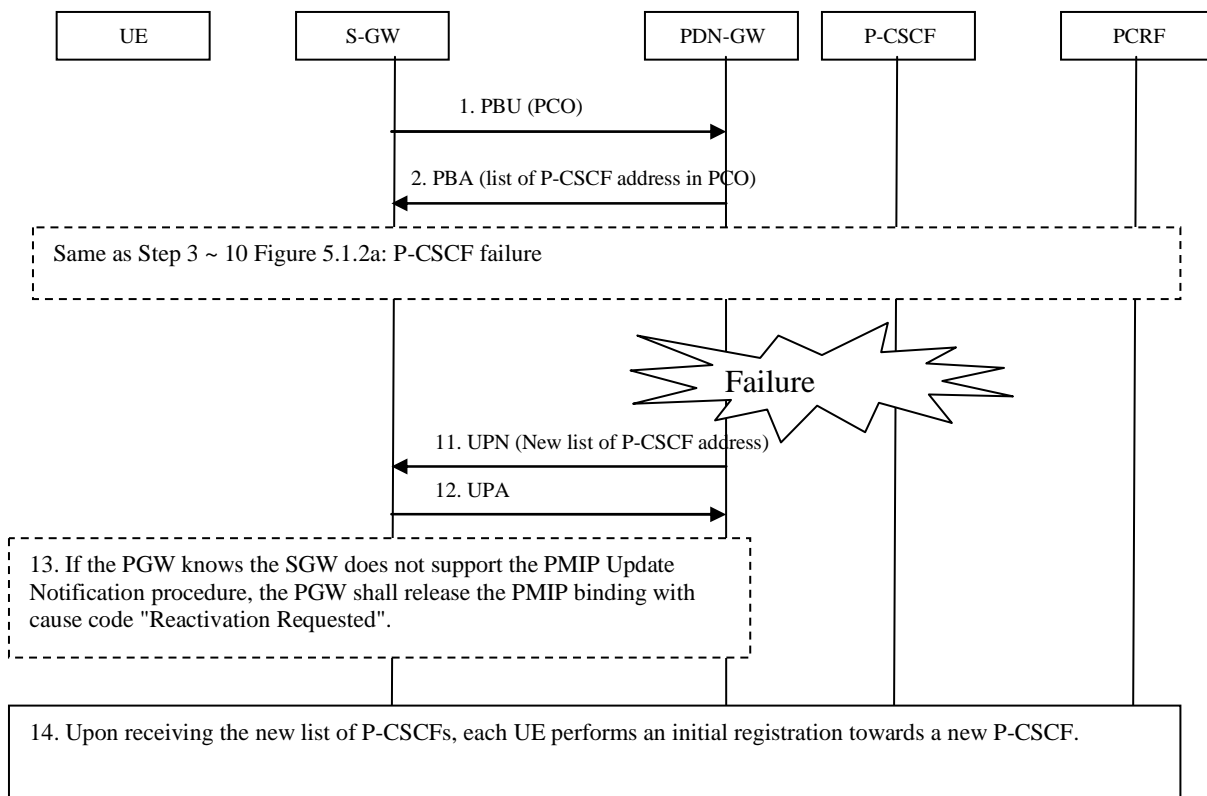 UE
S-GW
PDN-GW
P-CSCF
PCRF
1. PBU (PCO)
2. PBA (list of P-CSCF address in PCO)
Same as Step 3 ~ 10 Figure 5.1.2a: P-CSCF failure
Failure
11. UPN (New list of P-CSCF address)
12. UPA
13. If the PGW knows the SGW does not support the PMIP Update
Notification procedure, the PGW shall release the PMIP binding with
cause code "Reactivation Requested".
14. Upon receiving the new list of P-CSCFs, each UE performs an initial registration towards a new P-CSCF.